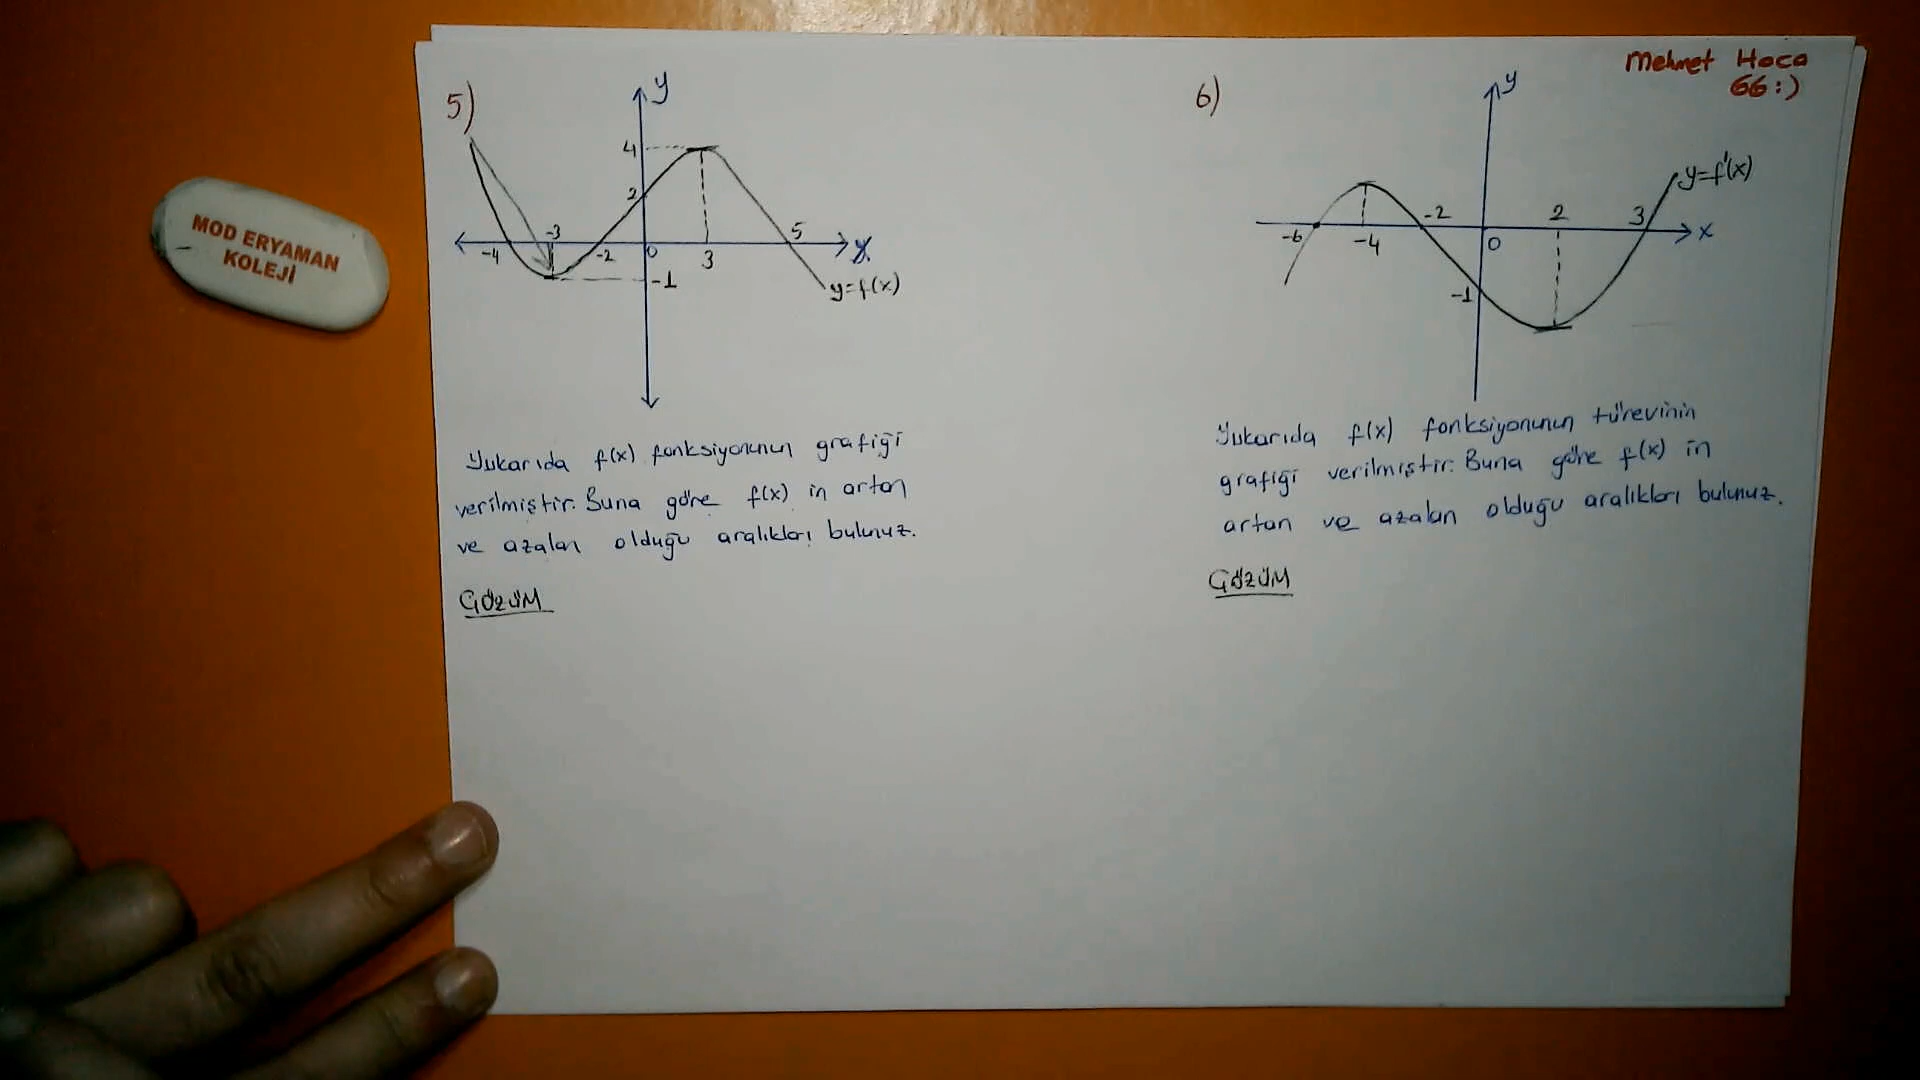 Mehmet Hoca
66:)
MOD ERYAMAN
KOLEJİ
5)
y
4
2
-4
-3
-2
0
3
5
x
-1
y=f(x)
Yukarıda f(x) fonksiyonunun grafiği
verilmiştir. Buna göre f(x) in artan
ve azalan olduğu aralıkları bulunuz.
ÇÖZÜM
6)
y
y=f'(x)
-6
-4
-2
0
2
3
x
-1
Yukarıda f(x) fonksiyonunun türevinin
grafiği verilmiştir. Buna göre f(x) in
artan ve azalan olduğu aralıkları bulunuz.
ÇÖZÜM